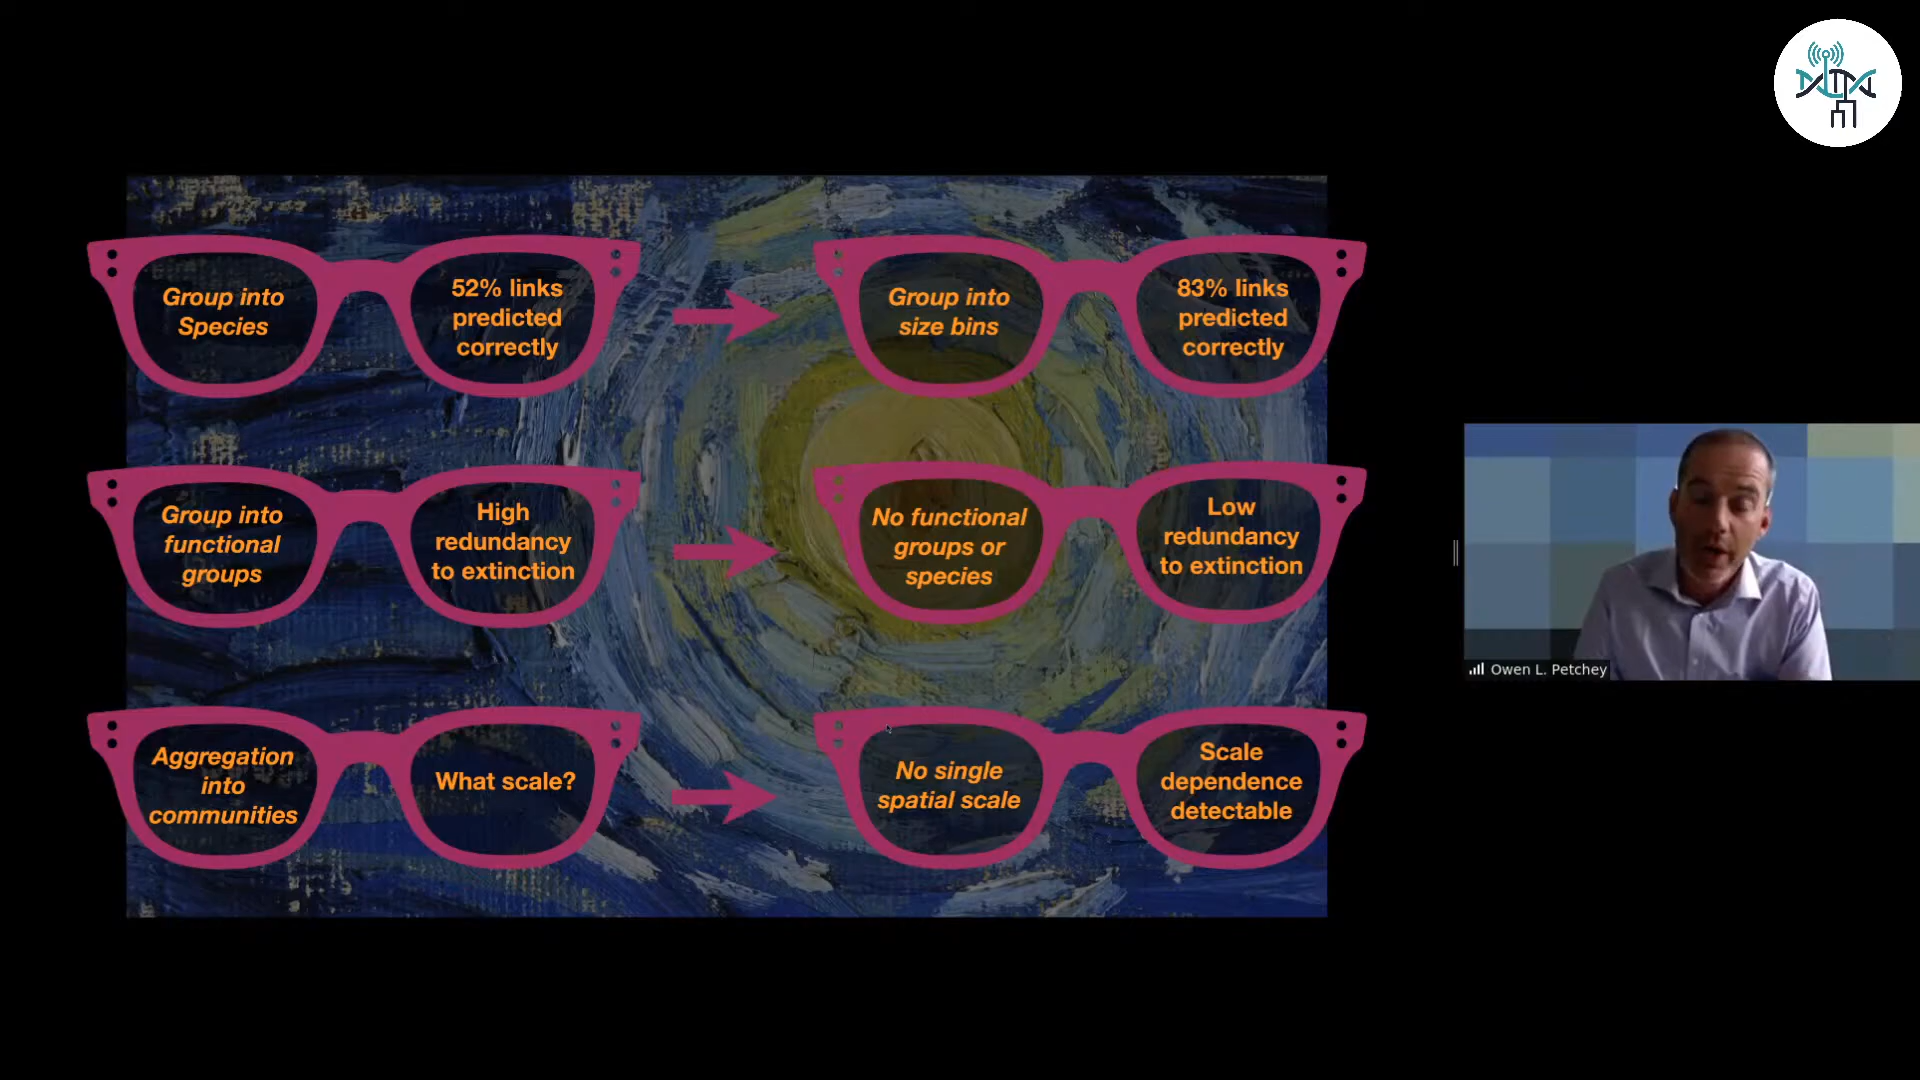 Group into
Species
52% links
predicted
correctly
Group into
size bins
83% links
predicted
correctly
Group into
functional
groups
High
redundancy
to extinction
No functional
groups or
species
Low
redundancy
to extinction
Aggregation
into
communities
What scale?
No single
spatial scale
Scale
dependence
detectable
Owen L. Petchey